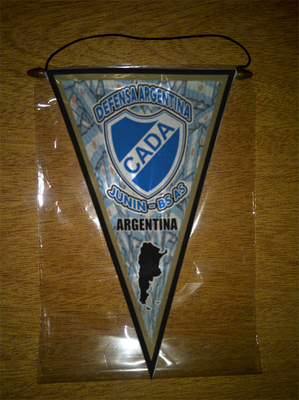 DEFENSA ARGENTINA
CADA
JUNIN - BS AS
ARGENTINA